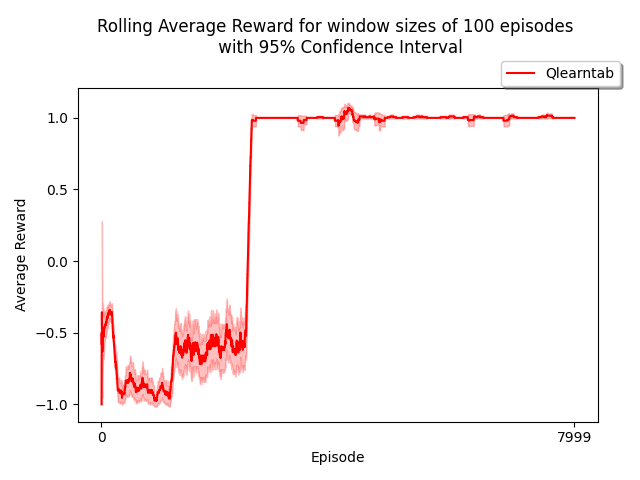 Rolling Average Reward for window sizes of 100 episodes
with 95% Confidence Interval
Qlearntab
1.0
0.5
0.0
−0.5
−1.0
Average Reward
0
7999
Episode